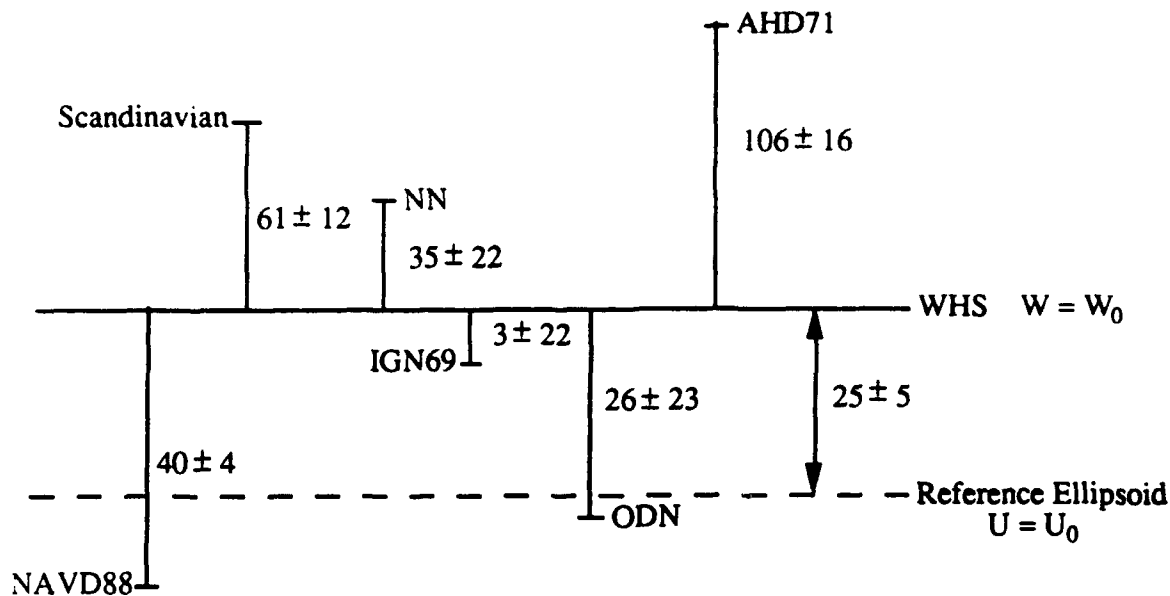 AHD71
Scandinavian
106 ± 16
NN
61 ± 12
35 ± 22
WHS W = W₀
3 ± 22
IGN69
26 ± 23
25 ± 5
40 ± 4
Reference Ellipsoid
ODN
U = U₀
NAVD88